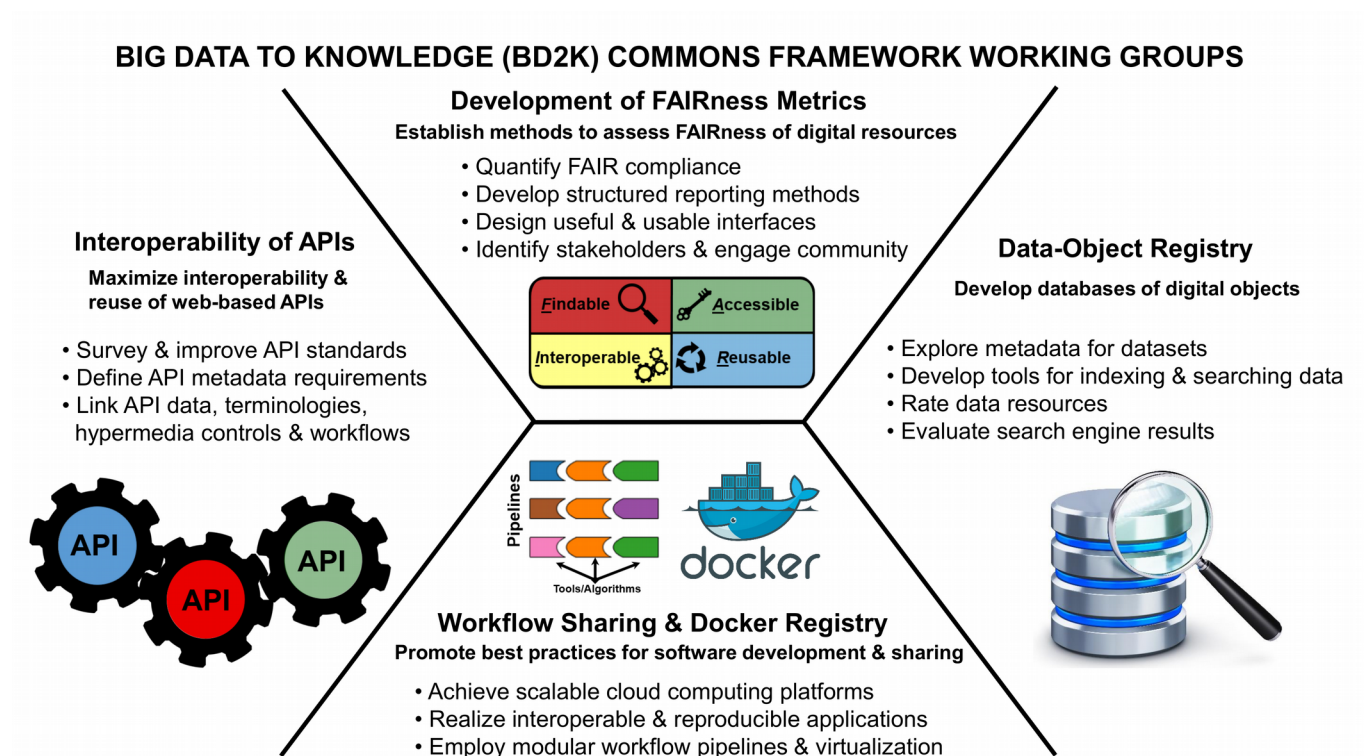 BIG DATA TO KNOWLEDGE (BD2K) COMMONS FRAMEWORK WORKING GROUPS
Development of FAIRness Metrics
Establish methods to assess FAIRness of digital resources
• Quantify FAIR compliance
• Develop structured reporting methods
• Design useful & usable interfaces
• Identify stakeholders & engage community
Findable
Accessible
Interoperable
Reusable
Interoperability of APIs
Maximize interoperability &
reuse of web-based APIs
• Survey & improve API standards
• Define API metadata requirements
• Link API data, terminologies,
hypermedia controls & workflows
API
API
API
Data-Object Registry
Develop databases of digital objects
• Explore metadata for datasets
• Develop tools for indexing & searching data
• Rate data resources
• Evaluate search engine results
Pipelines
Tools/Algorithms
docker
Workflow Sharing & Docker Registry
Promote best practices for software development & sharing
• Achieve scalable cloud computing platforms
• Realize interoperable & reproducible applications
• Employ modular workflow pipelines & virtualization